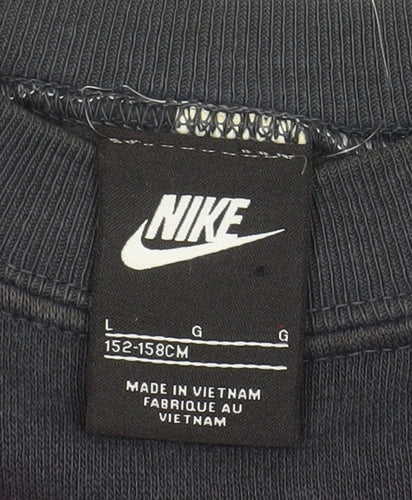 NIKE
L G G
152-158CM
MADE IN VIETNAM
FABRIQUE AU
VIETNAM